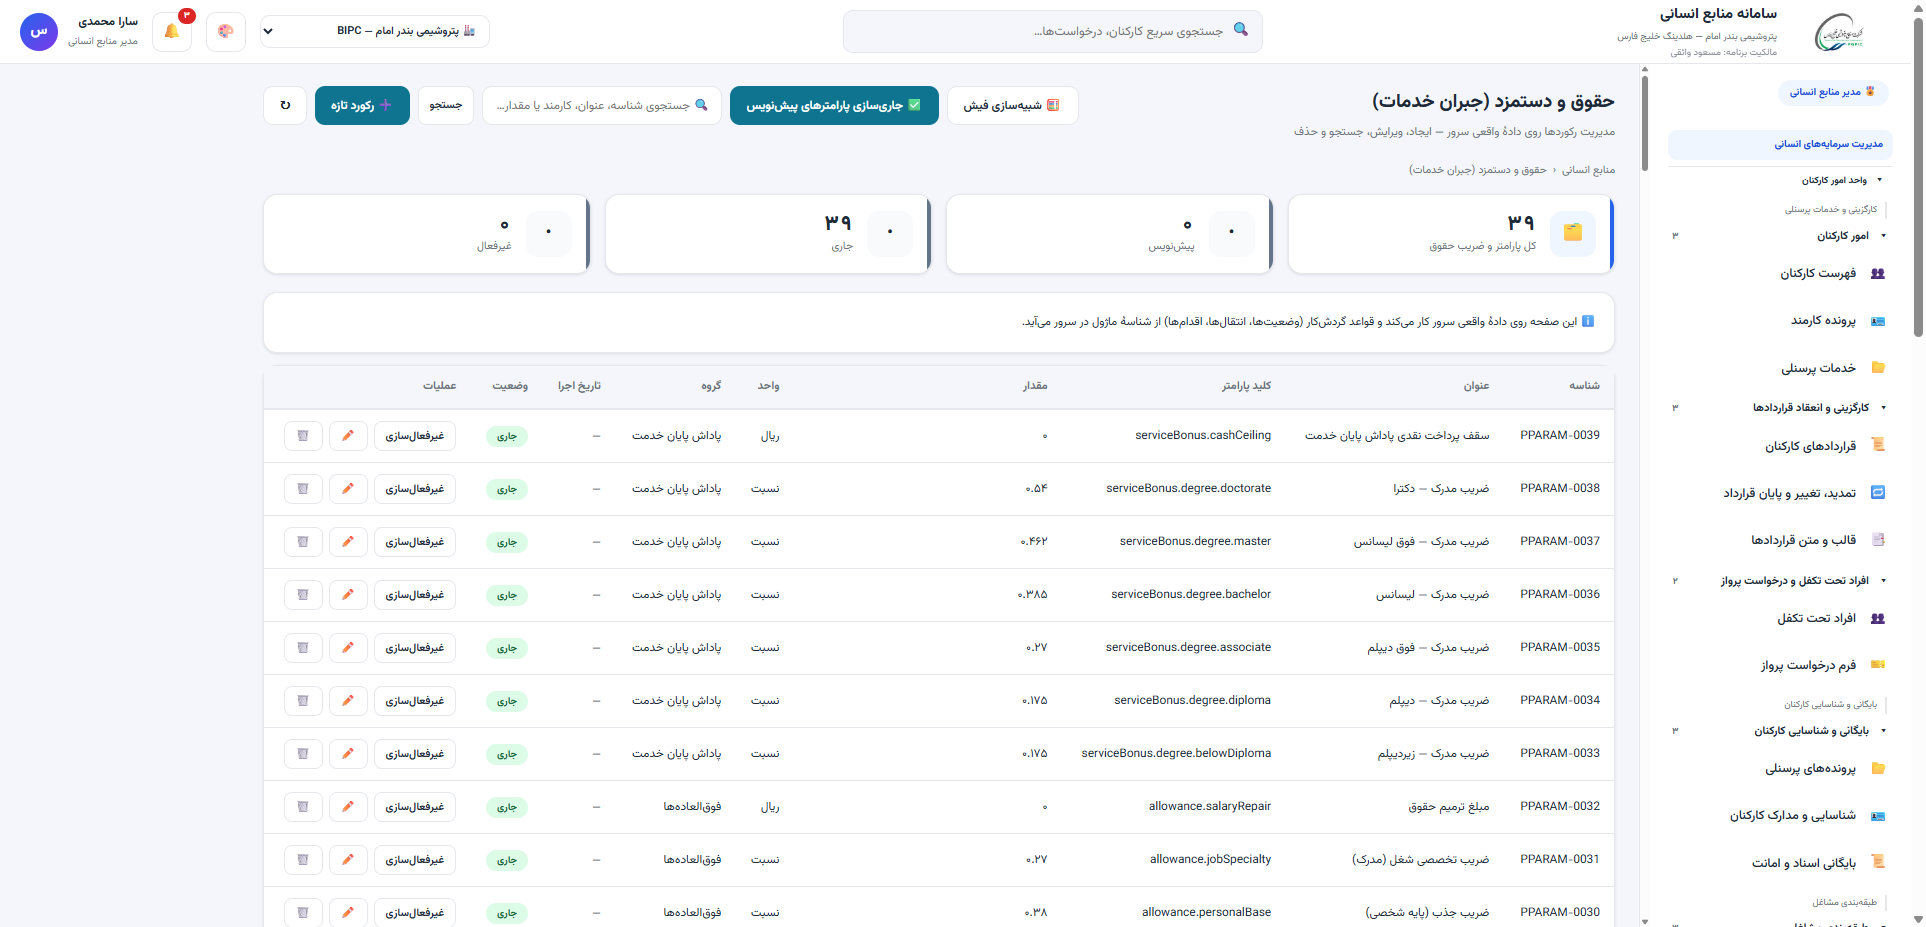 سامانه منابع انسانی
پتروشیمی بندر امام — هلدینگ خلیج فارس
مالکیت برنامه: مسعود واثقی
جستجوی سریع کارکنان، درخواست‌ها...
پتروشیمی بندر امام — BIPC
۳
سارا محمدی
مدیر منابع انسانی
س
مدیر منابع انسانی
مدیریت سرمایه‌های انسانی
واحد امور کارکنان
کارگزینی و خدمات پرسنلی
امور کارکنان ۳
فهرست کارکنان
پرونده کارمند
خدمات پرسنلی
کارگزینی و انعقاد قراردادها ۳
قراردادهای کارکنان
تمدید، تغییر و پایان قرارداد
قالب و متن قراردادها
افراد تحت تکفل و درخواست پرواز ۲
افراد تحت تکفل
فرم درخواست پرواز
بایگانی و شناسایی کارکنان
بایگانی و شناسایی کارکنان ۳
پرونده‌های پرسنلی
شناسایی و مدارک کارکنان
بایگانی اسناد و امانت
طبقه‌بندی مشاغل
حقوق و دستمزد (جبران خدمات)
مدیریت رکوردها روی دادهٔ واقعی سرور — ایجاد، ویرایش، جستجو و حذف
شبیه‌سازی فیش
جاری‌سازی پارامترهای پیش‌نویس
جستجوی شناسه، عنوان، کارمند یا مقدار...
جستجو
رکورد تازه
↻
منابع انسانی › حقوق و دستمزد (جبران خدمات)
۳۹
کل پارامتر و ضریب حقوق
۰
پیش‌نویس
۳۹
جاری
۰
غیرفعال
این صفحه روی دادهٔ واقعی سرور کار می‌کند و قواعد گردش‌کار (وضعیت‌ها، انتقال‌ها، اقدام‌ها) از شناسهٔ ماژول در سرور می‌آید.
شناسه عنوان کلید پارامتر مقدار واحد گروه تاریخ اجرا وضعیت عملیات
PPARAM-0039 سقف پرداخت نقدی پاداش پایان خدمت serviceBonus.cashCeiling ۰ ریال پاداش پایان خدمت — جاری غیرفعال‌سازی
PPARAM-0038 ضریب مدرک — دکترا serviceBonus.degree.doctorate ۰.۵۴ نسبت پاداش پایان خدمت — جاری غیرفعال‌سازی
PPARAM-0037 ضریب مدرک — فوق لیسانس serviceBonus.degree.master ۰.۴۶۲ نسبت پاداش پایان خدمت — جاری غیرفعال‌سازی
PPARAM-0036 ضریب مدرک — لیسانس serviceBonus.degree.bachelor ۰.۳۸۵ نسبت پاداش پایان خدمت — جاری غیرفعال‌سازی
PPARAM-0035 ضریب مدرک — فوق دیپلم serviceBonus.degree.associate ۰.۲۷ نسبت پاداش پایان خدمت — جاری غیرفعال‌سازی
PPARAM-0034 ضریب مدرک — دیپلم serviceBonus.degree.diploma ۰.۱۷۵ نسبت پاداش پایان خدمت — جاری غیرفعال‌سازی
PPARAM-0033 ضریب مدرک — زیردیپلم serviceBonus.degree.belowDiploma ۰.۱۷۵ نسبت پاداش پایان خدمت — جاری غیرفعال‌سازی
PPARAM-0032 مبلغ ترمیم حقوق allowance.salaryRepair ۰ ریال فوق‌العاده‌ها — جاری غیرفعال‌سازی
PPARAM-0031 ضریب تخصصی شغل (مدرک) allowance.jobSpecialty ۰.۲۷ نسبت فوق‌العاده‌ها — جاری غیرفعال‌سازی
PPARAM-0030 ضریب جذب (پایه شخصی) allowance.personalBase ۰.۳۸ نسبت فوق‌العاده‌ها — جاری غیرفعال‌سازی